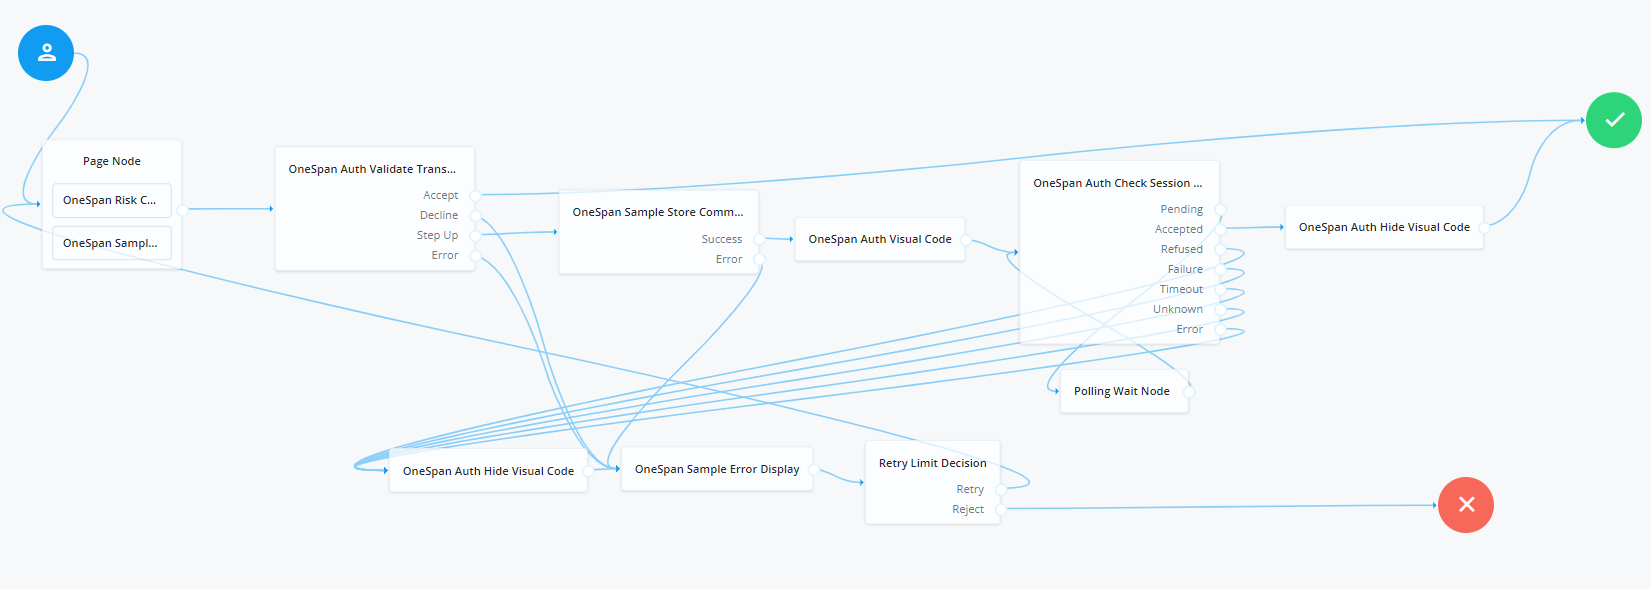 Page Node
OneSpan Risk C...
OneSpan Sampl...
OneSpan Auth Validate Trans...
Accept
Decline
Step Up
Error
OneSpan Sample Store Comm...
Success
Error
OneSpan Auth Visual Code
OneSpan Auth Check Session ...
Pending
Accepted
Refused
Failure
Timeout
Unknown
Error
OneSpan Auth Hide Visual Code
Polling Wait Node
OneSpan Auth Hide Visual Code
OneSpan Sample Error Display
Retry Limit Decision
Retry
Reject